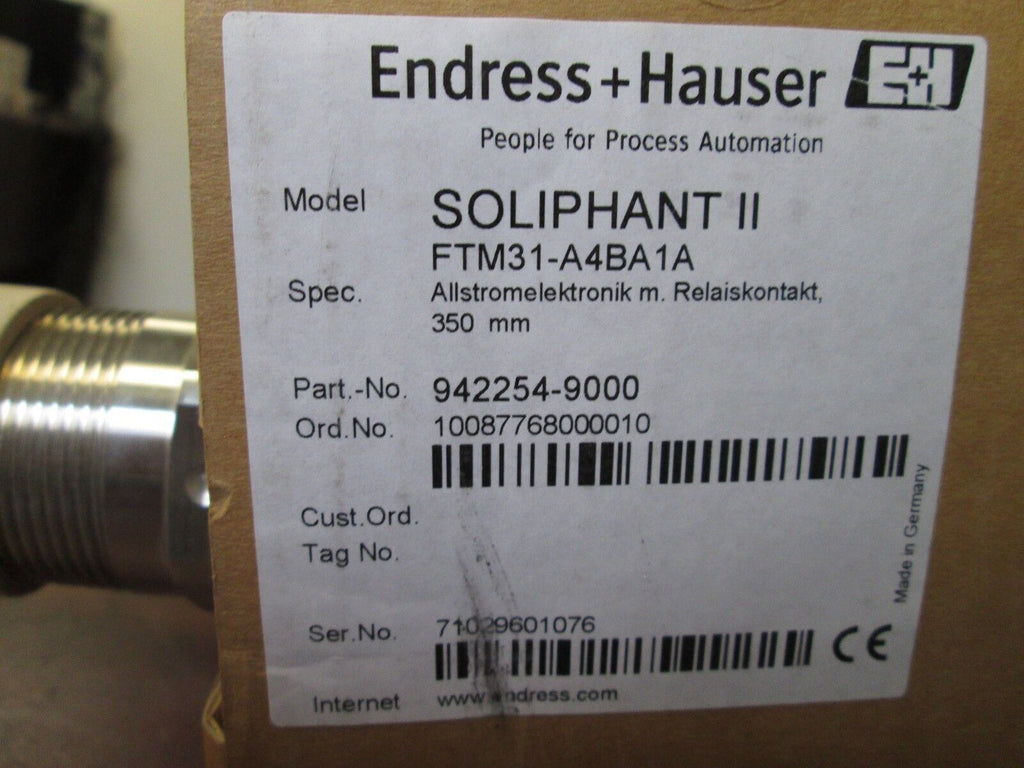 Endress+Hauser
People for Process Automation
Model SOLIPHANT II
FTM31-A4BA1A
Spec. Allstromelektronik m. Relaiskontakt,
350 mm
Part.-No. 942254-9000
Ord.No. 10087768000010
Cust.Ord.
Tag No.
Made in Germany
Ser.No. 71029601076
CE
Internet www.endress.com